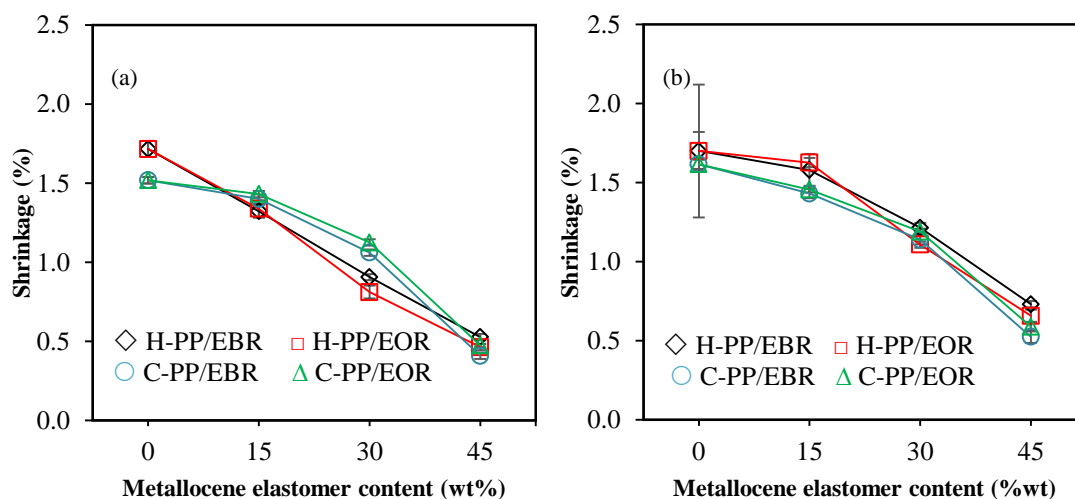 2.5
2.0
1.5
1.0
0.5
0.0
Shrinkage (%)
(a)
H-PP/EBR
H-PP/EOR
C-PP/EBR
C-PP/EOR
0 15 30 45
Metallocene elastomer content (wt%)
2.5
2.0
1.5
1.0
0.5
0.0
Shrinkage (%)
(b)
H-PP/EBR
H-PP/EOR
C-PP/EBR
C-PP/EOR
0 15 30 45
Metallocene elastomer content (%wt)